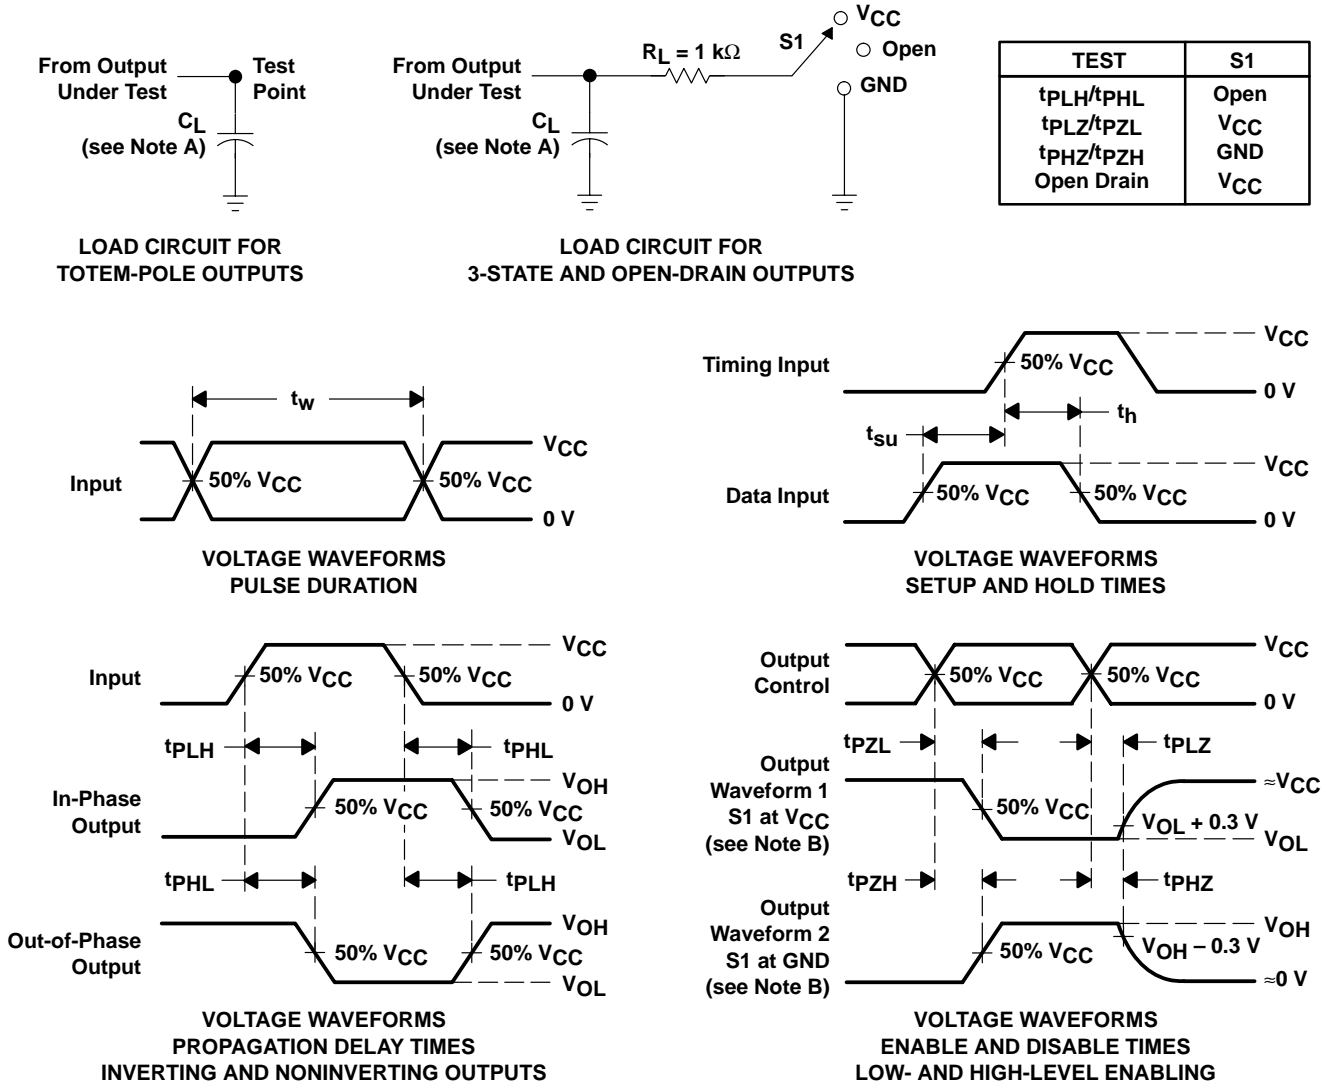 From Output
Under Test
Test
Point
CL
(see Note A)
LOAD CIRCUIT FOR
TOTEM-POLE OUTPUTS
From Output
Under Test
RL = 1 kΩ
S1
VCC
Open
GND
CL
(see Note A)
LOAD CIRCUIT FOR
3-STATE AND OPEN-DRAIN OUTPUTS
TEST S1
tPLH/tPHL Open
tPLZ/tPZL VCC
tPHZ/tPZH GND
Open Drain VCC
tw
Input
50% VCC
50% VCC
VCC
0 V
VOLTAGE WAVEFORMS
PULSE DURATION
Timing Input
50% VCC
VCC
0 V
th
tsu
Data Input
50% VCC
50% VCC
VCC
0 V
VOLTAGE WAVEFORMS
SETUP AND HOLD TIMES
Input
50% VCC
50% VCC
VCC
0 V
tPLH
tPHL
In-Phase
Output
50% VCC
50% VCC
VOH
VOL
tPHL
tPLH
Out-of-Phase
Output
50% VCC
50% VCC
VOH
VOL
VOLTAGE WAVEFORMS
PROPAGATION DELAY TIMES
INVERTING AND NONINVERTING OUTPUTS
Output
Control
50% VCC
50% VCC
VCC
0 V
tPZL
tPLZ
Output
Waveform 1
S1 at VCC
(see Note B)
50% VCC
≈VCC
VOL + 0.3 V
VOL
tPZH
tPHZ
Output
Waveform 2
S1 at GND
(see Note B)
50% VCC
VOH
VOH − 0.3 V
≈0 V
VOLTAGE WAVEFORMS
ENABLE AND DISABLE TIMES
LOW- AND HIGH-LEVEL ENABLING